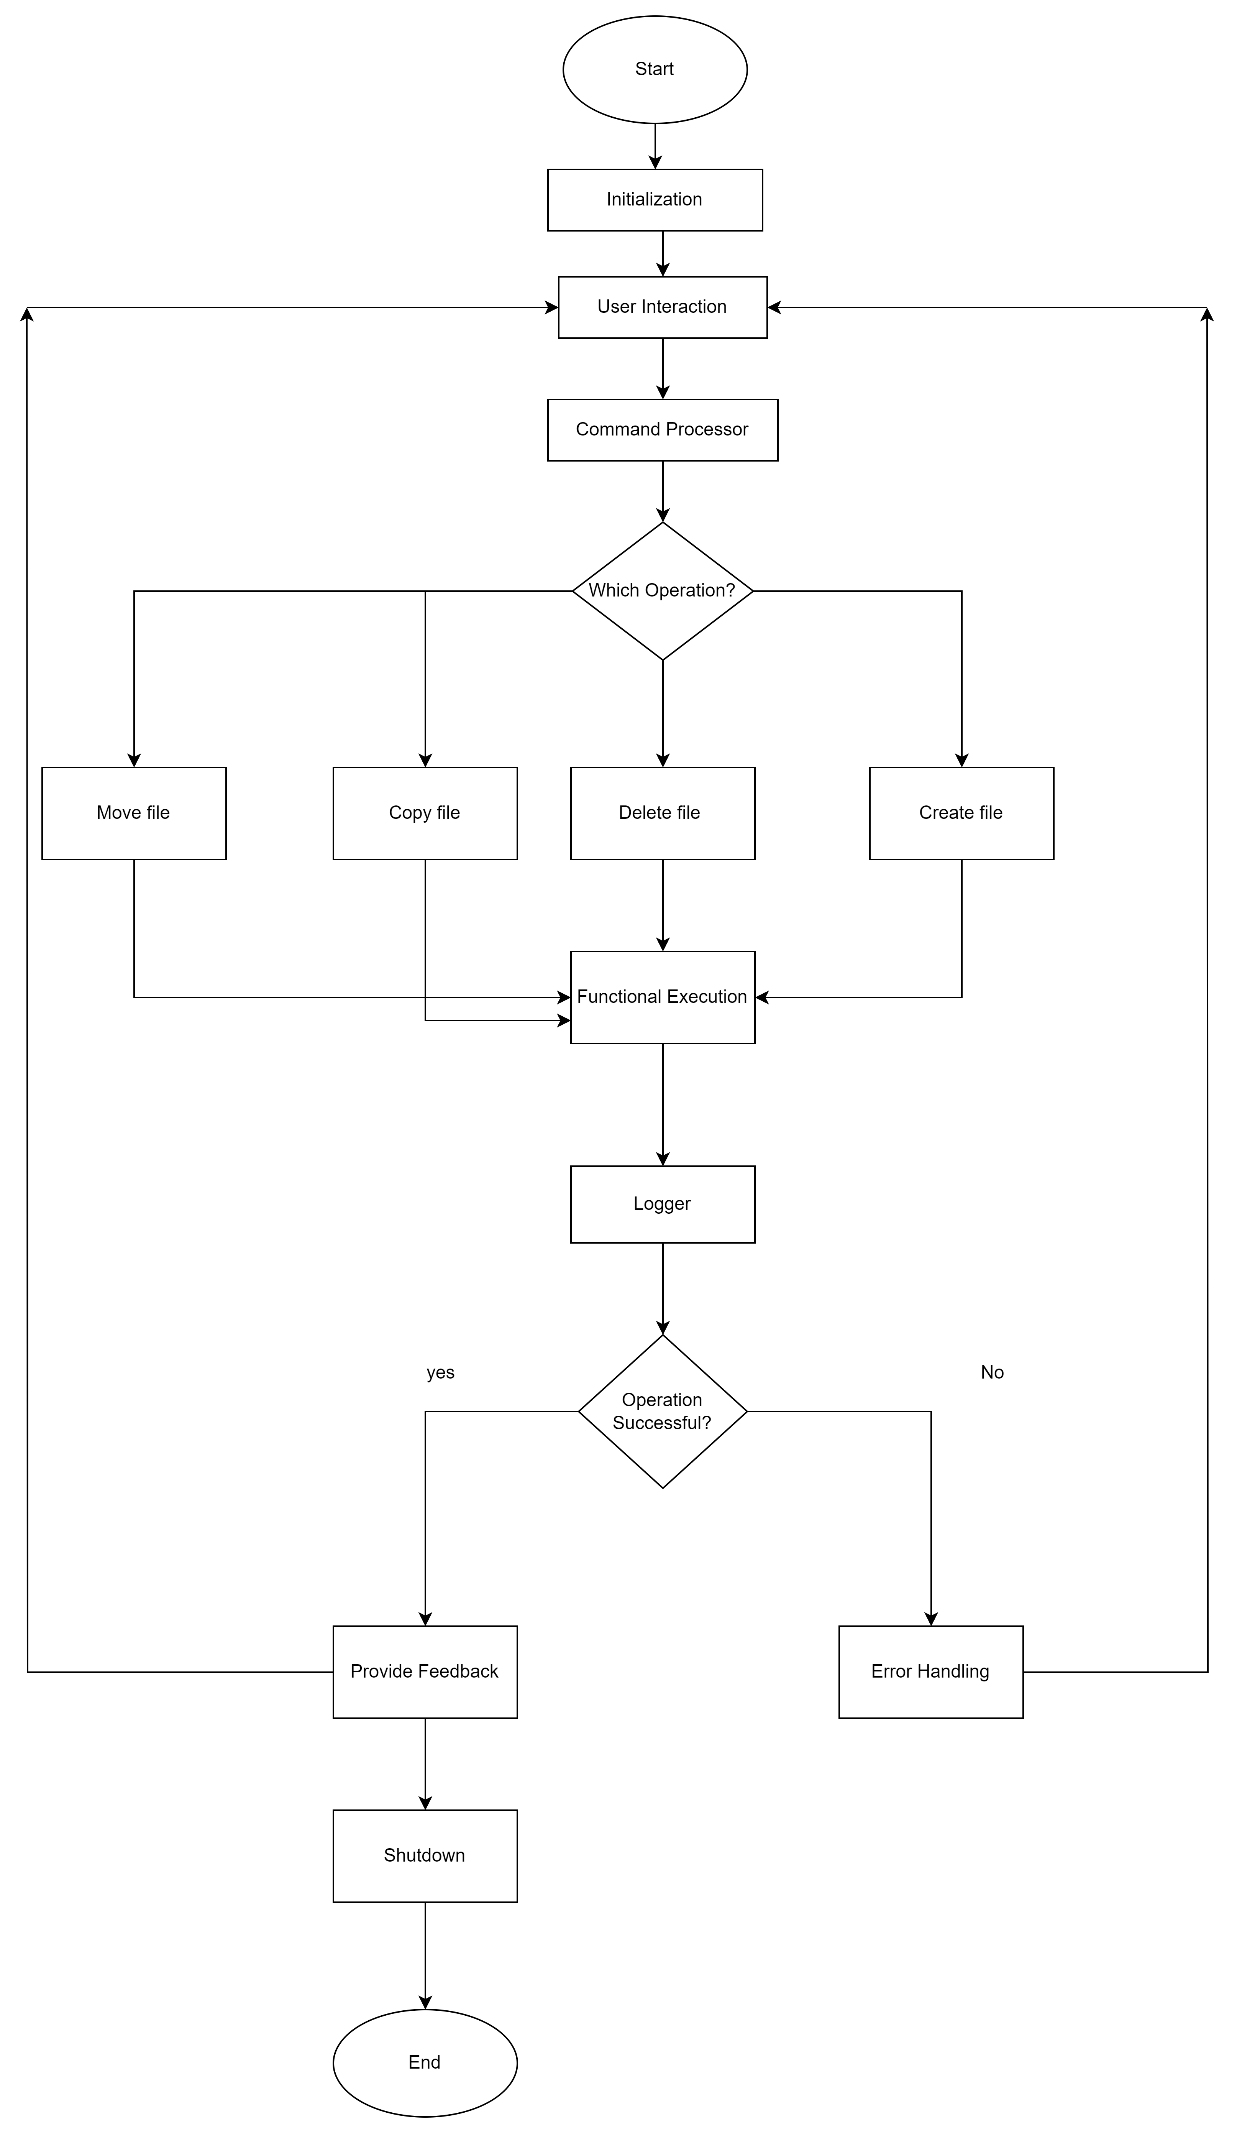 Start
Initialization
User Interaction
Command Processor
Which Operation?
Move file
Copy file
Delete file
Create file
Functional Execution
Logger
yes
No
Operation
Successful?
Provide Feedback
Error Handling
Shutdown
End